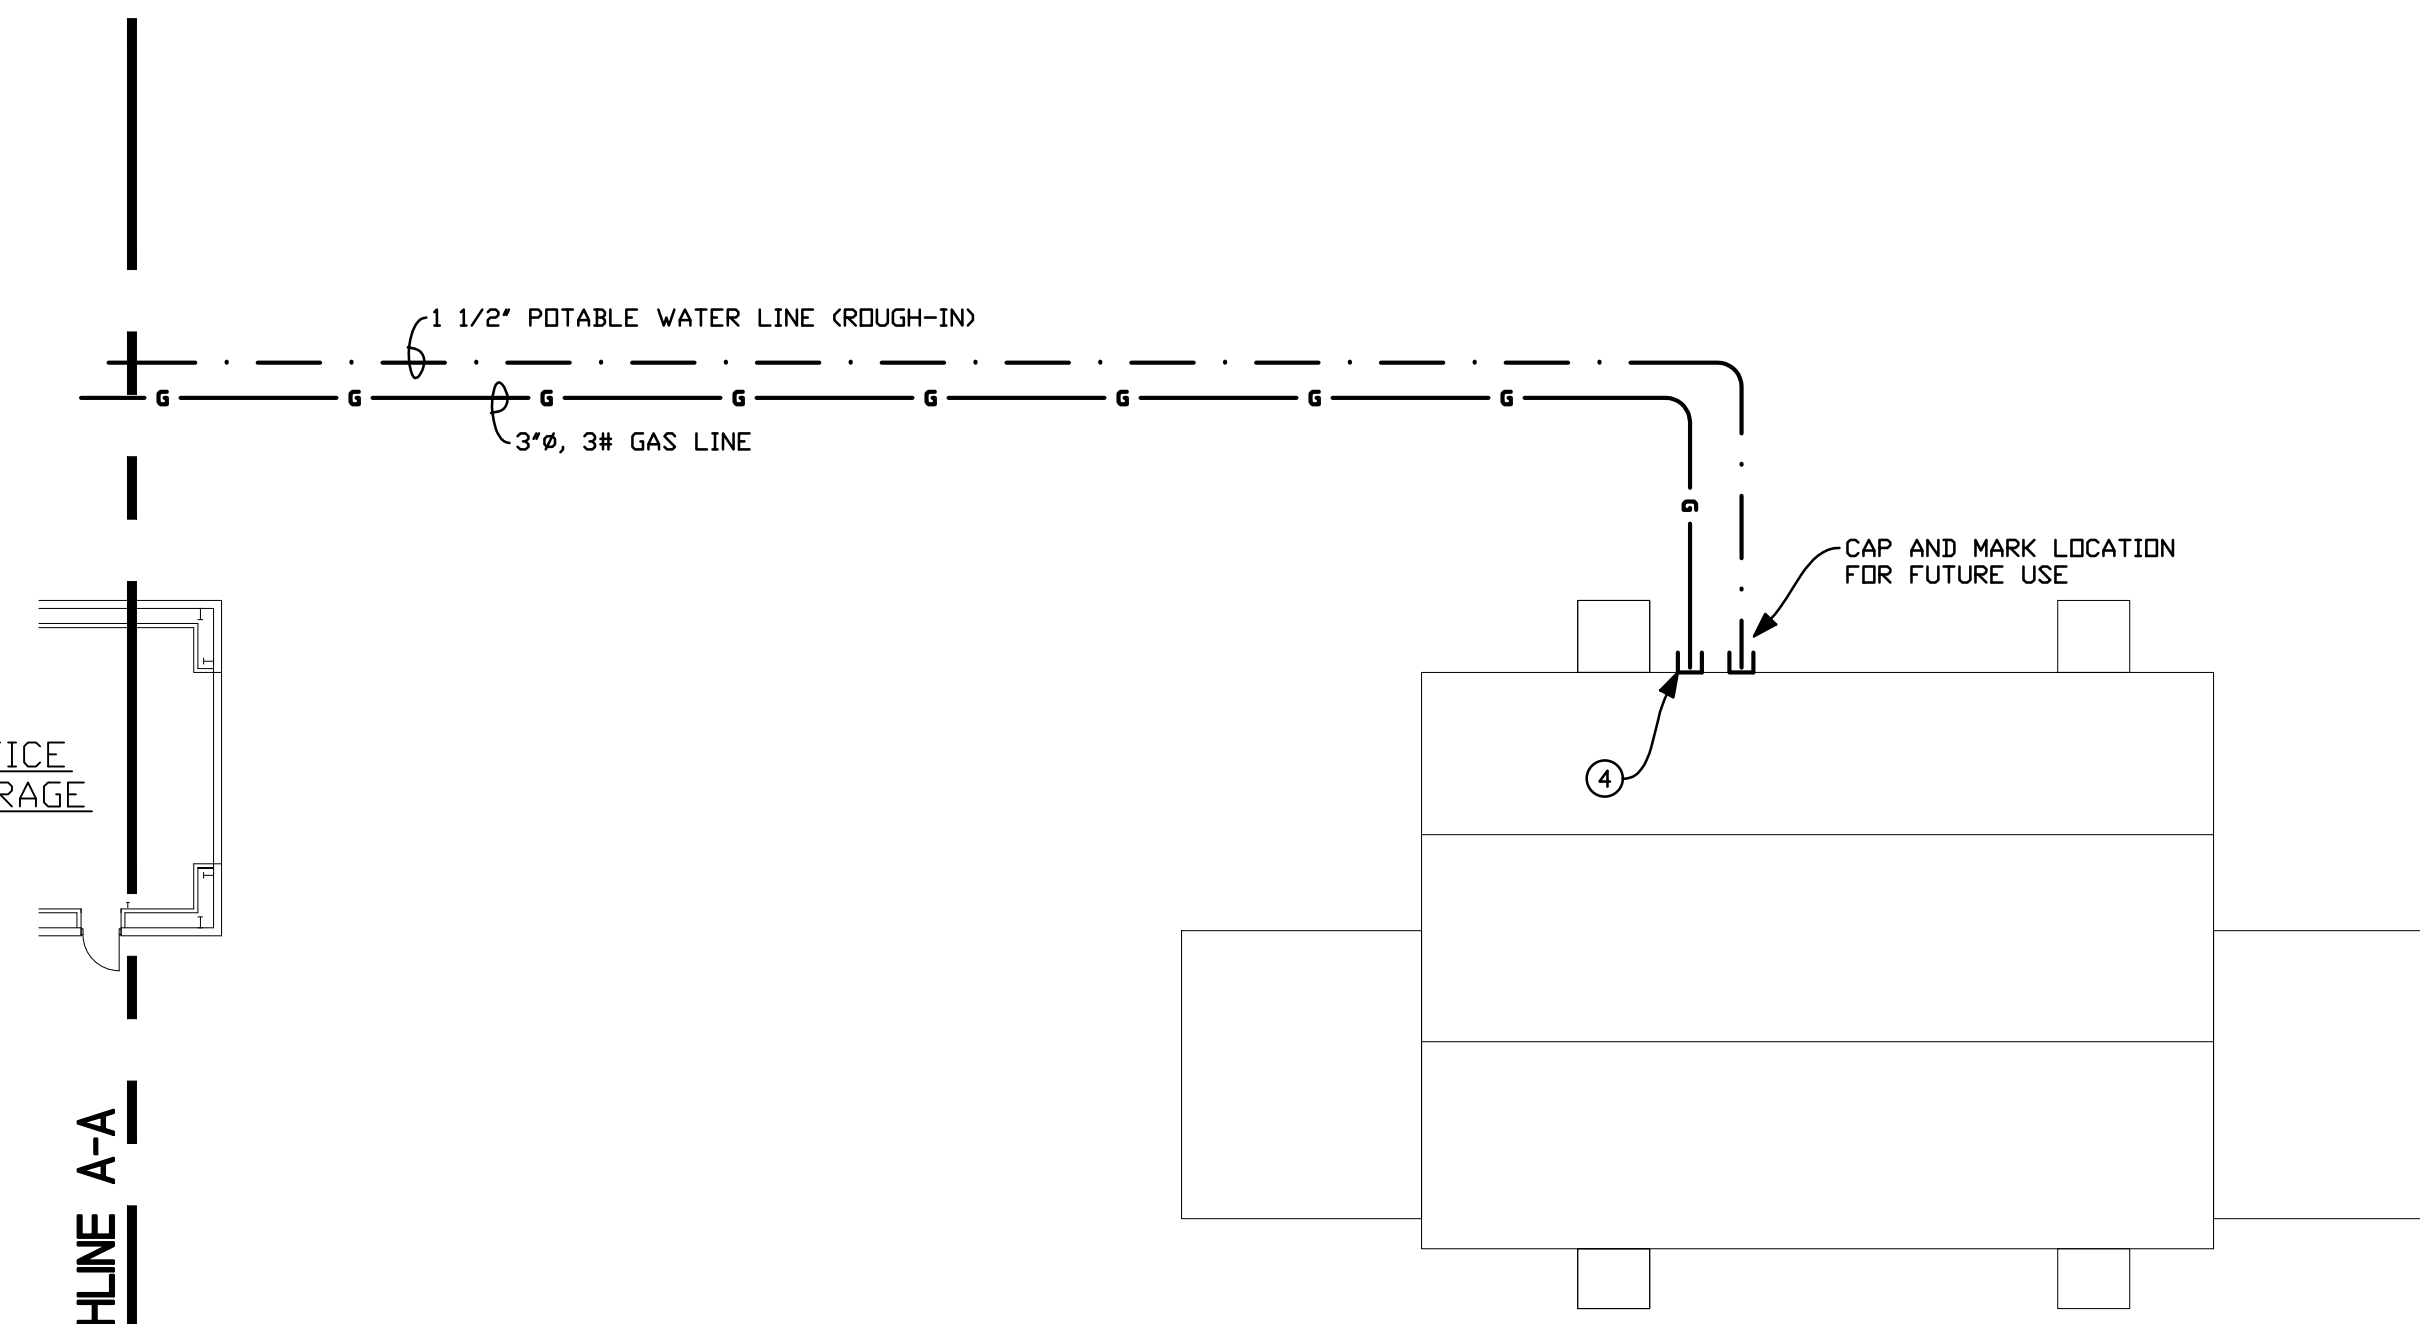 1 1/2" POTABLE WATER LINE (ROUGH-IN)
G G G G G G G G
3"ø, 3# GAS LINE
G
CAP AND MARK LOCATION
FOR FUTURE USE
4
ICE
RAGE
HLINE A-A